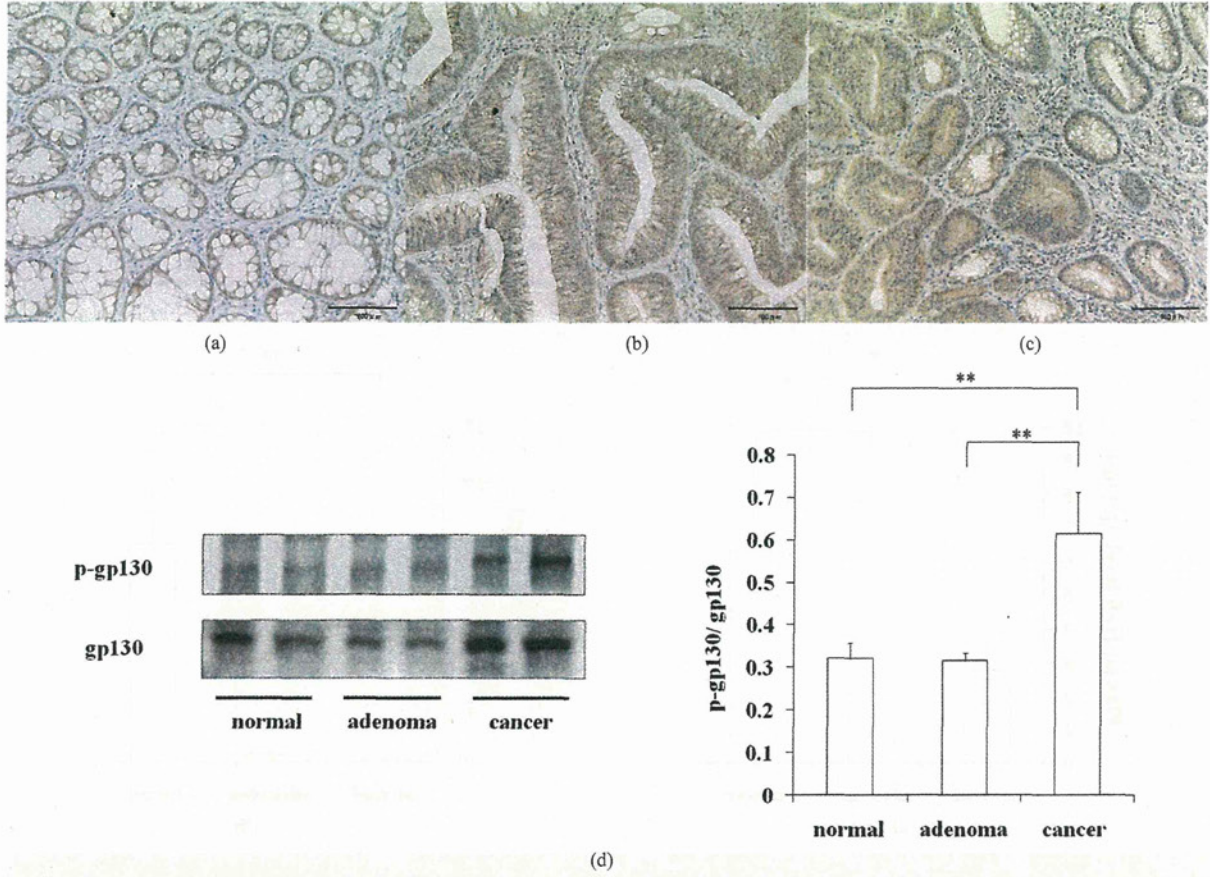 (a)
(b)
(c)
**
**
0.8
0.7
0.6
0.5
0.4
0.3
0.2
0.1
0
p-gp130/ gp130
normal
adenoma
cancer
p-gp130
gp130
normal
adenoma
cancer
(d)